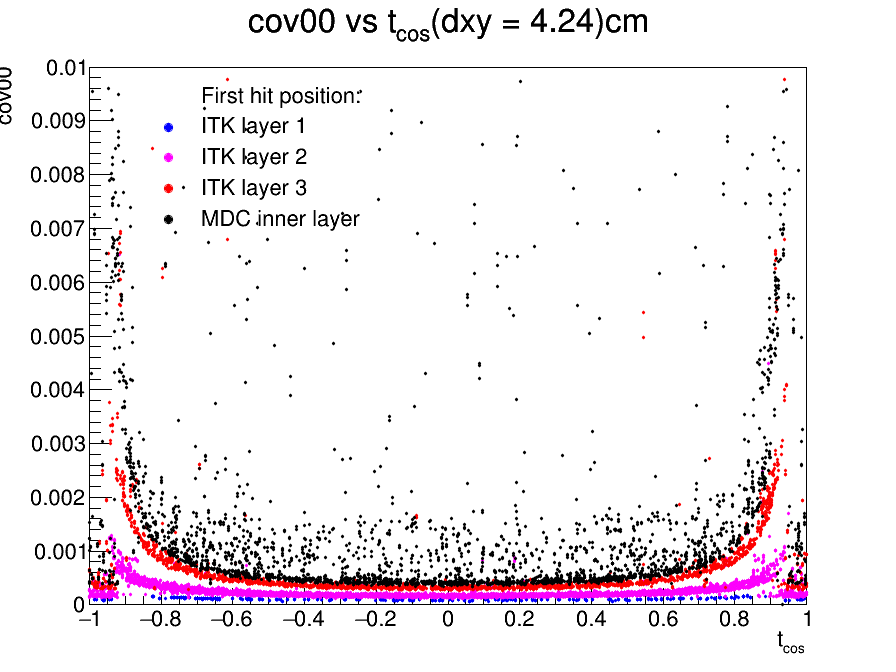 cov00 vs t_cos(dxy = 4.24)cm
cov00
0.01
0.009
0.008
0.007
0.006
0.005
0.004
0.003
0.002
0.001
0
First hit position:
ITK layer 1
ITK layer 2
ITK layer 3
MDC inner layer
−1 −0.8 −0.6 −0.4 −0.2 0 0.2 0.4 0.6 0.8 1
t_cos